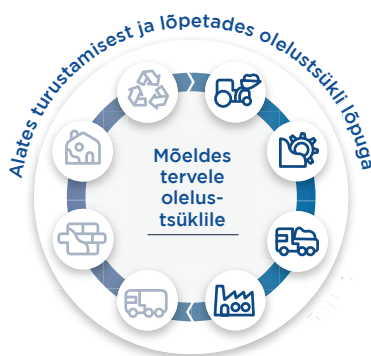 Alates turustamisest ja lõpetades olelustsükli lõpuga
Mõeldes
tervele
olelus-
tsüklile